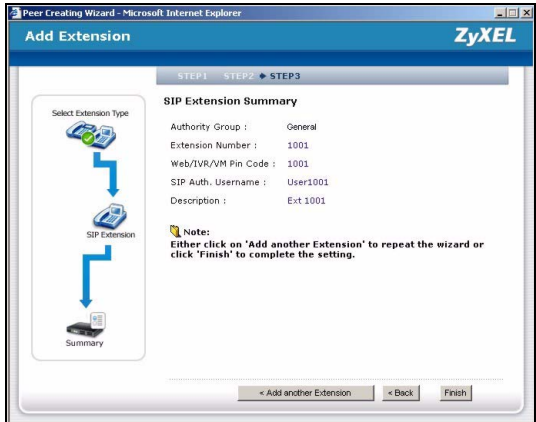 Peer Creating Wizard - Microsoft Internet Explorer
Add Extension
ZyXEL
STEP1 STEP2 STEP3
Select Extension Type
SIP Extension
Summary
SIP Extension Summary
Authority Group : General
Extension Number : 1001
Web/IVR/VM Pin Code : 1001
SIP Auth. Username : User1001
Description : Ext 1001
Note:
Either click on 'Add another Extension' to repeat the wizard or
click 'Finish' to complete the setting.
< Add another Extension
< Back
Finish